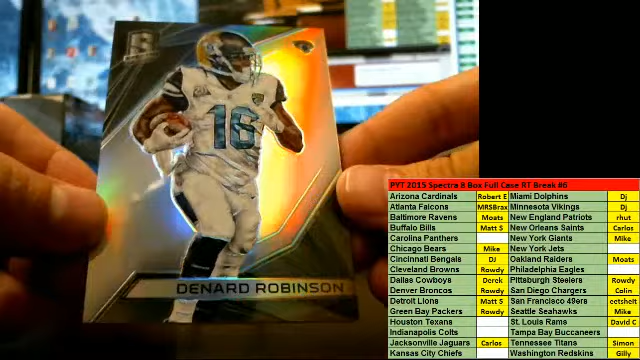 16
DENARD ROBINSON
PYT 2015 Spectra 8 Box Full Case RT Break #6
Arizona Cardinals Robert E Miami Dolphins Dj
Atlanta Falcons MRSBrax Minnesota Vikings Dj
Baltimore Ravens Moats New England Patriots rhut
Buffalo Bills Matt S New Orleans Saints Carlos
Carolina Panthers New York Giants Mike
Chicago Bears Mike New York Jets
Cincinnati Bengals DJ Oakland Raiders Moats
Cleveland Browns Rowdy Philadelphia Eagles
Dallas Cowboys Derek Pittsburgh Steelers Rowdy
Denver Broncos Rowdy San Diego Chargers Colin
Detroit Lions Matt S San Francisco 49ers eetshelt
Green Bay Packers Rowdy Seattle Seahawks Mike
Houston Texans St. Louis Rams David C
Indianapolis Colts Tampa Bay Buccaneers
Jacksonville Jaguars Carlos Tennessee Titans Simon
Kansas City Chiefs Washington Redskins Gilly